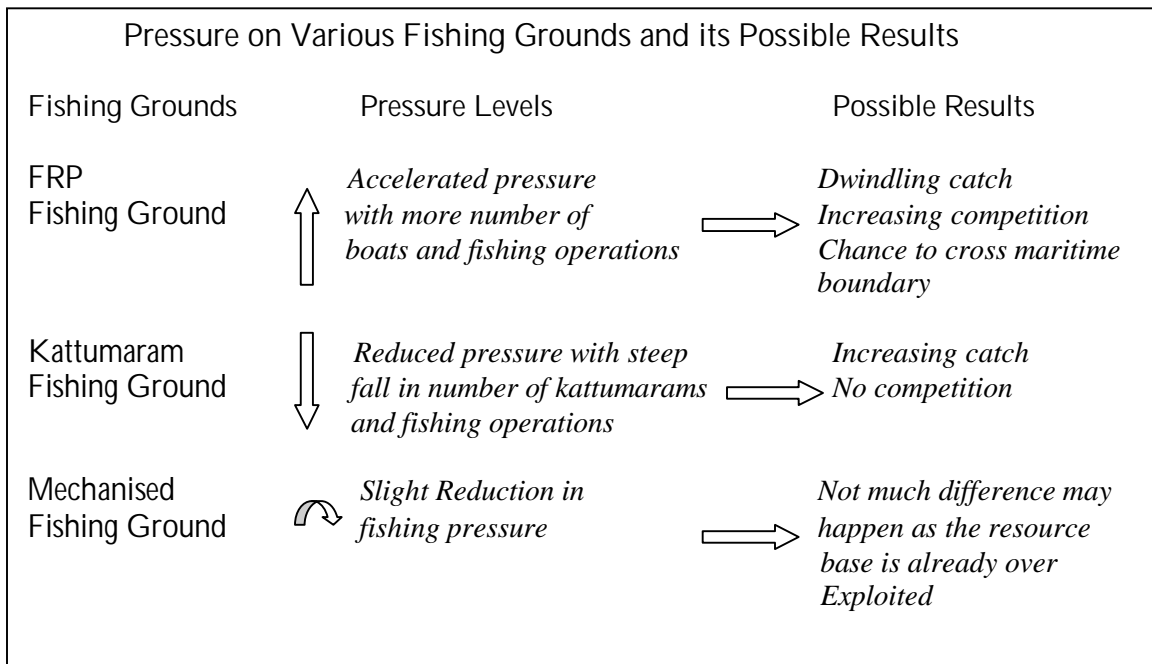 Pressure on Various Fishing Grounds and its Possible Results
Fishing Grounds
Pressure Levels
Possible Results
FRP
Fishing Ground
Accelerated pressure
with more number of
boats and fishing operations
Dwindling catch
Increasing competition
Chance to cross maritime
boundary
Kattumaram
Fishing Ground
Reduced pressure with steep
fall in number of kattumarams
and fishing operations
Increasing catch
No competition
Mechanised
Fishing Ground
Slight Reduction in
fishing pressure
Not much difference may
happen as the resource
base is already over
Exploited